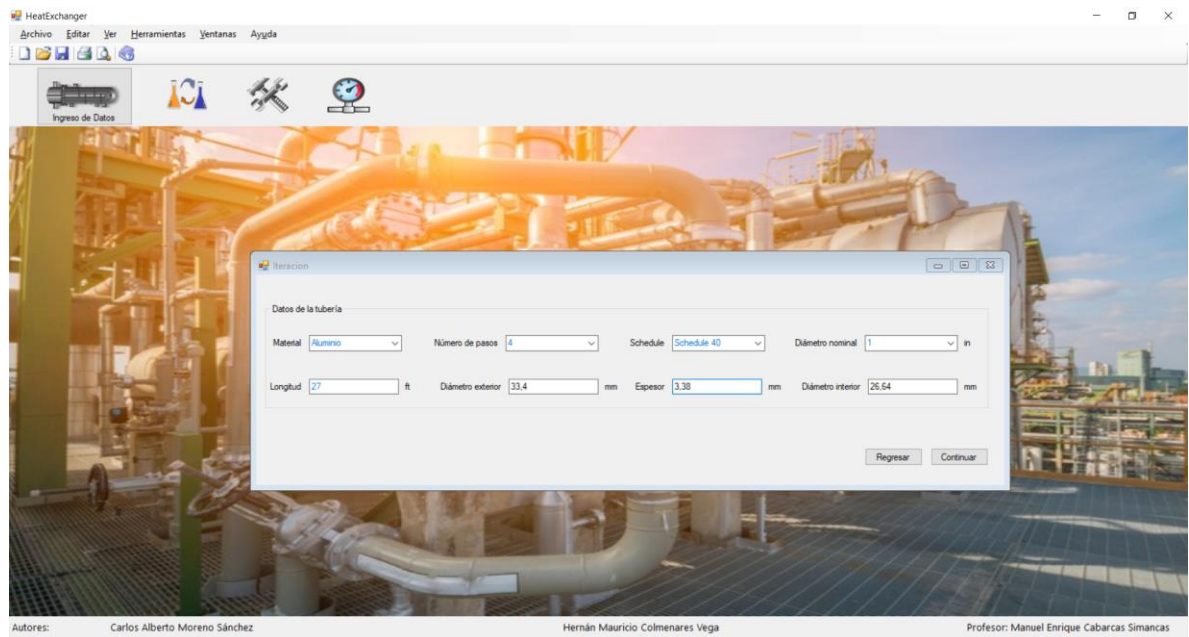 HeatExchanger
Archivo Editar Ver Herramientas Ventanas Ayuda
Ingreso de Datos
Iteracion
Datos de la tubería
Material Aluminio Número de pasos 4 Schedule Schedule 40 Diámetro nominal 1 in
Longitud 27 ft Diámetro exterior 33,4 mm Espesor 3,38 mm Diámetro interior 26,64 mm
Regresar Continuar
Autores: Carlos Alberto Moreno Sánchez Hernán Mauricio Colmenares Vega Profesor: Manuel Enrique Cabarcas Simancas